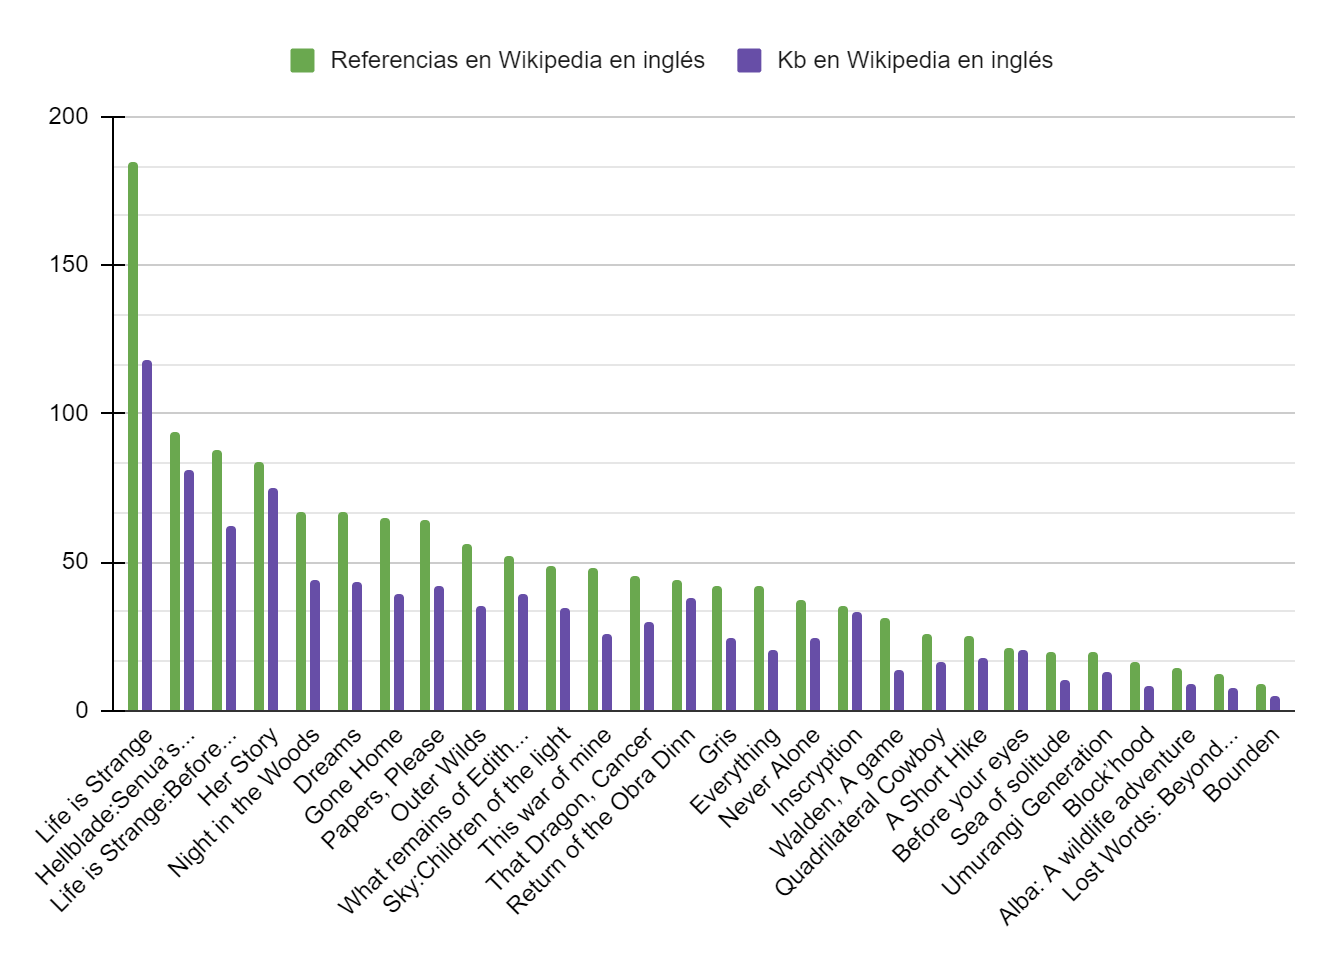 Referencias en Wikipedia en inglés
Kb en Wikipedia en inglés
200
150
100
50
0
Life is Strange
Hellblade:Senua’s...
Life is Strange:Before...
Her Story
Night in the Woods
Dreams
Gone Home
Papers, Please
Outer Wilds
What remains of Edith...
Sky:Children of the light
This war of mine
That Dragon, Cancer
Return of the Obra Dinn
Gris
Everything
Never Alone
Inscryption
Walden, A game
Quadrilateral Cowboy
A Short Hike
Before your eyes
Sea of solitude
Umurangi Generation
Block’hood
Alba: A wildlife adventure
Lost Words: Beyond...
Bounden